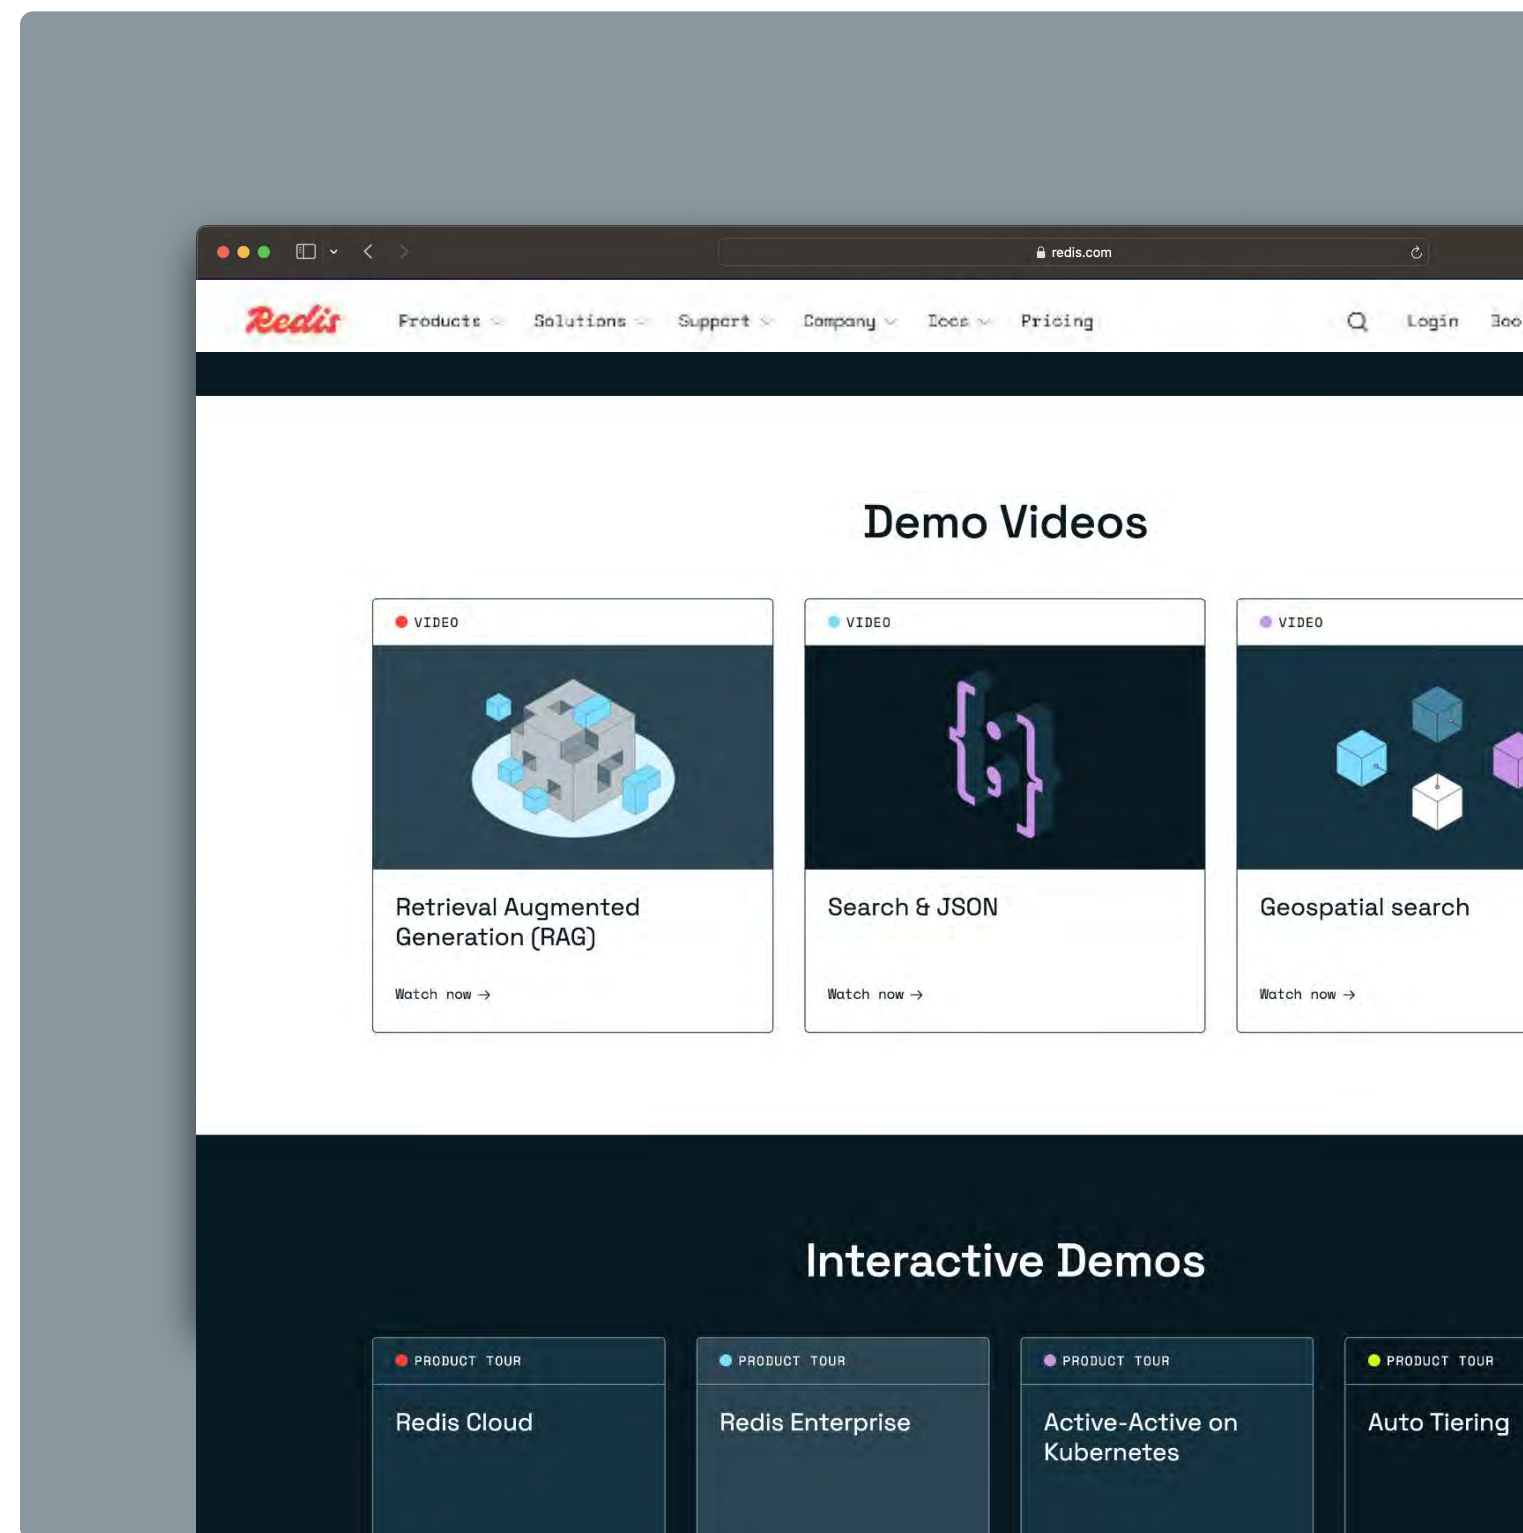 redis.com
Redis
Products Solutions Support Company Docs Pricing Login
Demo Videos
VIDEO
VIDEO
VIDEO
{;}
Retrieval Augmented
Generation (RAG)
Search & JSON
Geospatial search
Watch now →
Watch now →
Watch now →
Interactive Demos
PRODUCT TOUR
PRODUCT TOUR
PRODUCT TOUR
PRODUCT TOUR
Redis Cloud
Redis Enterprise
Active-Active on
Kubernetes
Auto Tiering